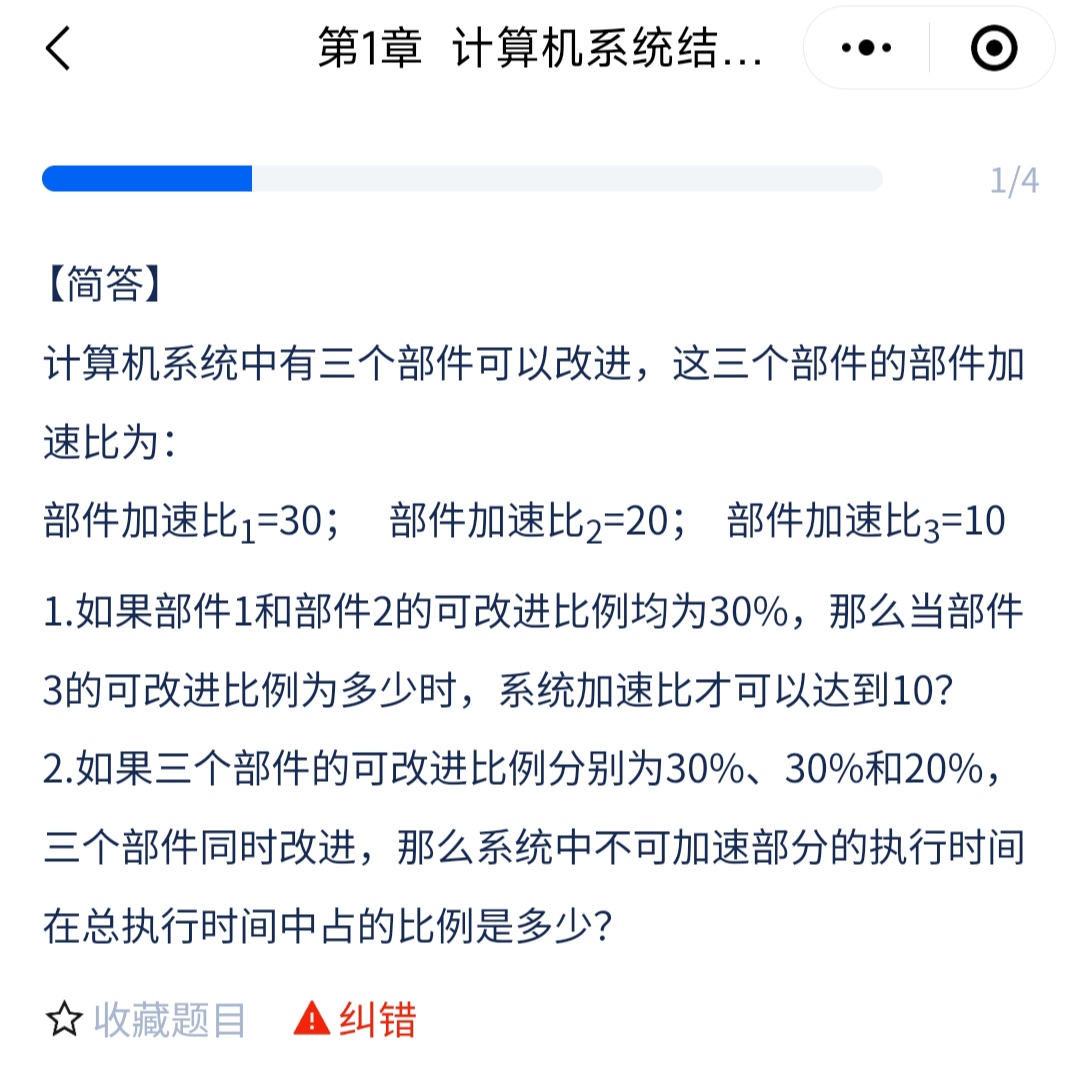 第1章 计算机系统结...
1/4
【简答】
计算机系统中有三个部件可以改进，这三个部件的部件加
速比为：
部件加速比₁=30； 部件加速比₂=20； 部件加速比₃=10
1.如果部件1和部件2的可改进比例均为30%，那么当部件
3的可改进比例为多少时，系统加速比才可以达到10？
2.如果三个部件的可改进比例分别为30%、30%和20%，
三个部件同时改进，那么系统中不可加速部分的执行时间
在总执行时间中占的比例是多少？
收藏题目 纠错